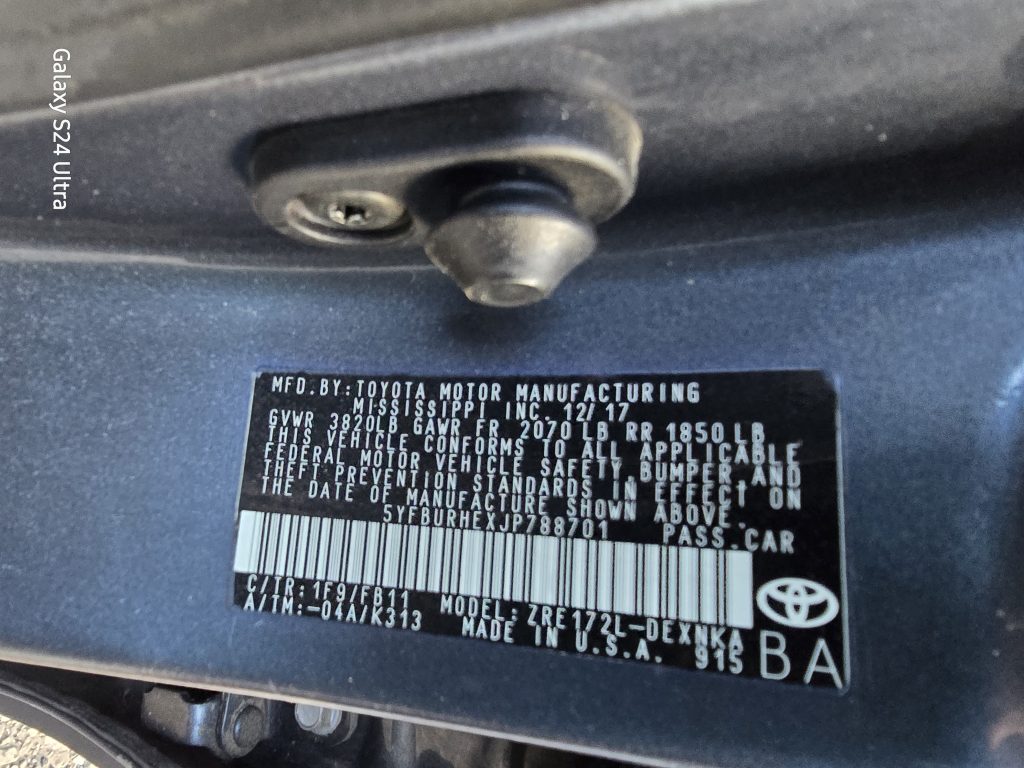 Galaxy S24 Ultra
MFD.BY:TOYOTA MOTOR MANUFACTURING
MISSISSIPPI INC. 12/17
GVWR 3820LB GAWR FR 2070 LB RR 1850 LB
THIS VEHICLE CONFORMS TO ALL APPLICABLE
FEDERAL MOTOR VEHICLE SAFETY,BUMPER,AND
THEFT PREVENTION STANDARDS IN EFFECT ON
THE DATE OF MANUFACTURE SHOWN ABOVE.
5YFBURHEXJP788701 PASS.CAR
C/TR:1F9/FB11 MODEL:ZRE172L-DEXNKA
A/TM:-04A/K313 MADE IN U.S.A. 915
BA